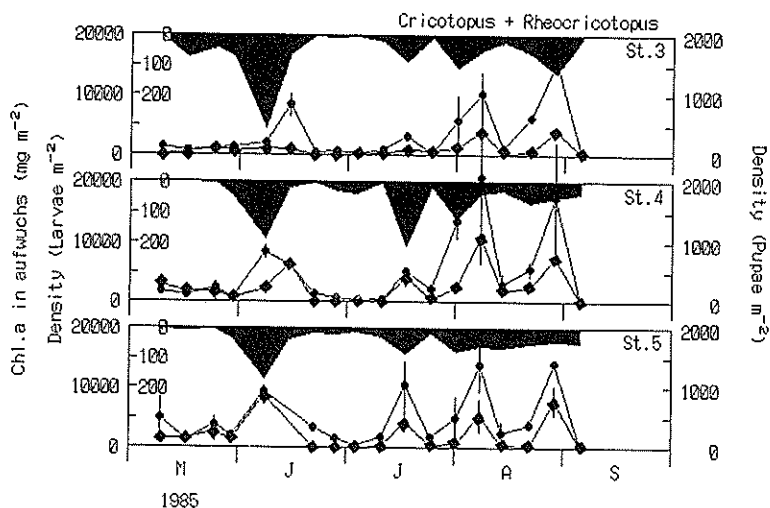 Cricotopus + Rheocricotopus
Chl.a in aufwuchs (mg m⁻²)
Density (Larvae m⁻²)
Density (Pupae m⁻²)
20000 0 St.3 2000
100
10000 200 1000
0 0
20000 0 St.4 2000
100
10000 200 1000
0 0
20000 0 St.5 2000
100
10000 200 1000
0 0
M J J A S
1985